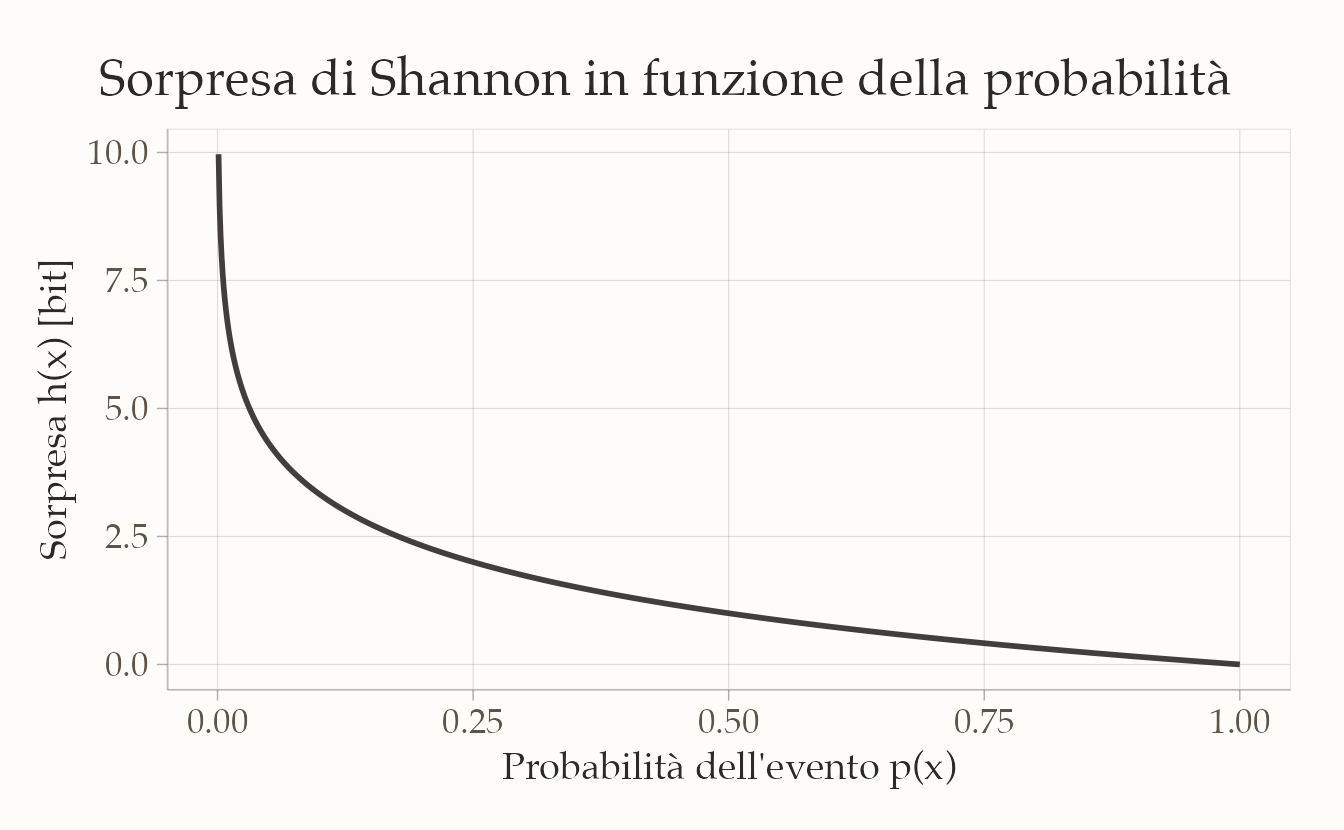 Sorpresa di Shannon in funzione della probabilità
10.0
7.5
5.0
2.5
0.0
Sorpresa h(x) [bit]
0.00 0.25 0.50 0.75 1.00
Probabilità dell'evento p(x)